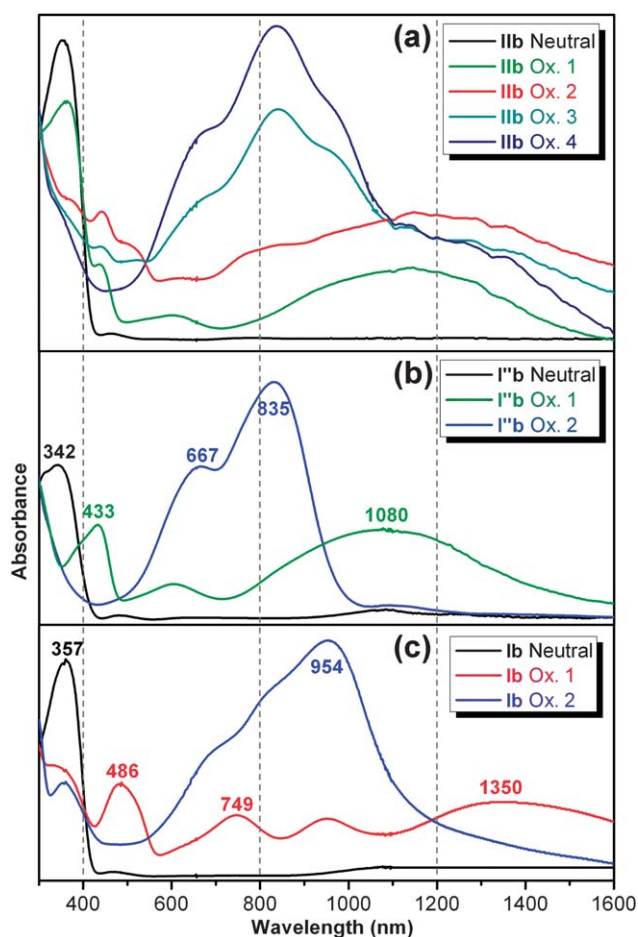 (a)
IIb Neutral
IIb Ox. 1
IIb Ox. 2
IIb Ox. 3
IIb Ox. 4
(b)
I''b Neutral
I''b Ox. 1
I''b Ox. 2
342
433
667
835
1080
Absorbance
(c)
Ib Neutral
Ib Ox. 1
Ib Ox. 2
357
486
749
954
1350
400 600 800 1000 1200 1400 1600
Wavelength (nm)